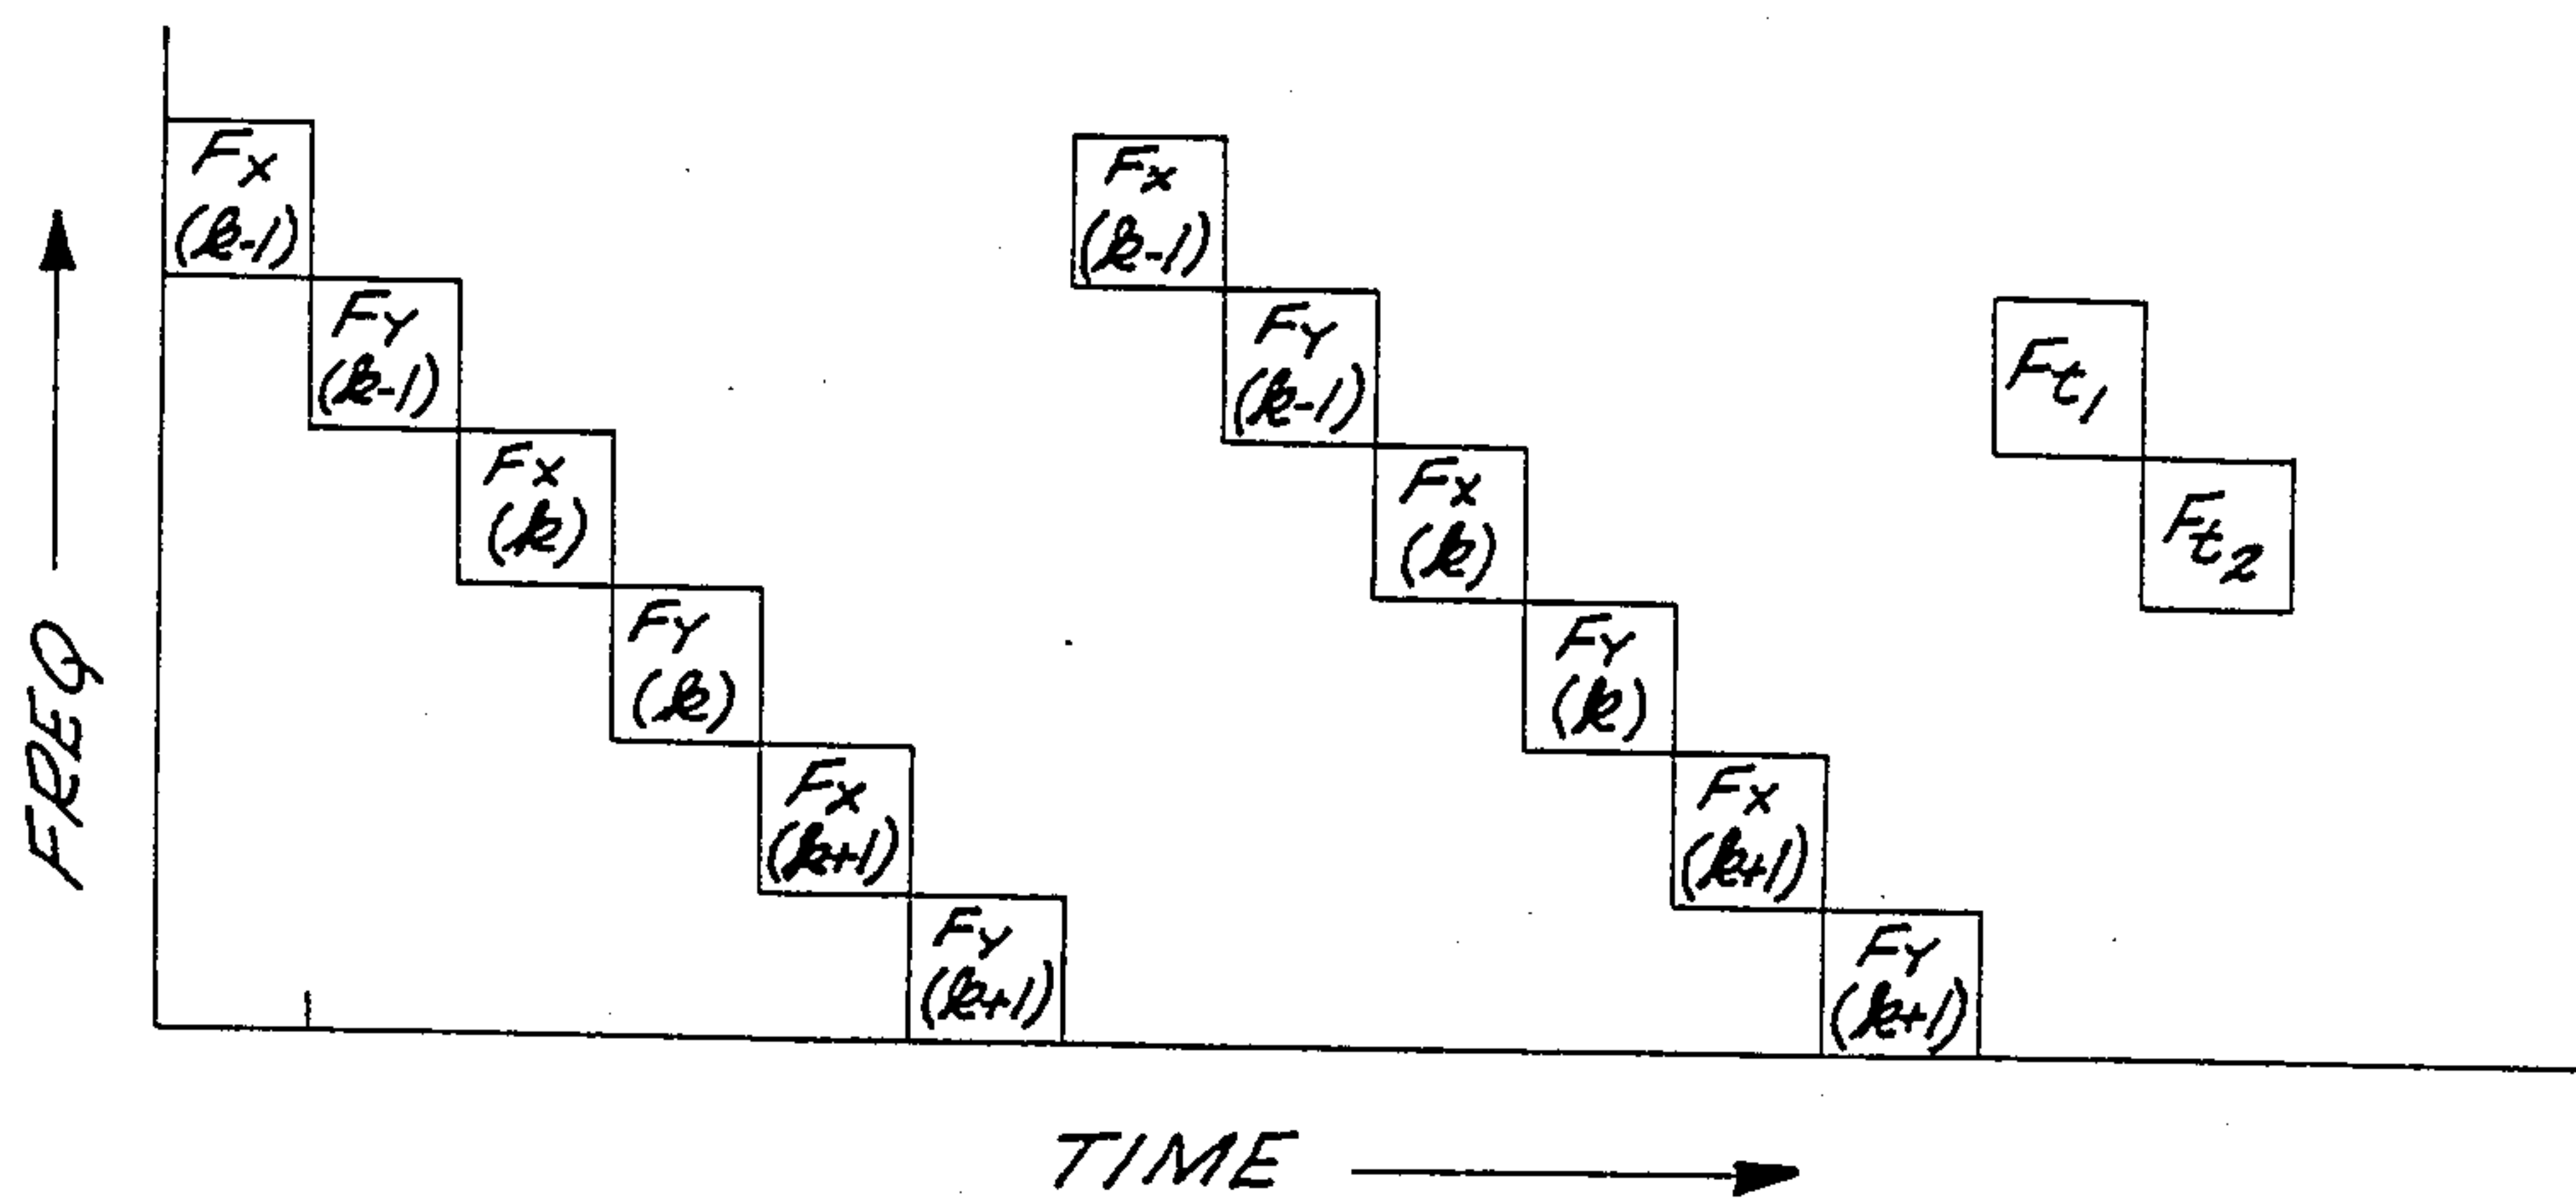 FREQ
Fx
(k-1)
FY
(k-1)
Fx
(k)
FY
(k)
Fx
(k+1)
FY
(k+1)
Fx
(k-1)
FY
(k-1)
Fx
(k)
FY
(k)
Fx
(k+1)
FY
(k+1)
Ft1
Ft2
TIME